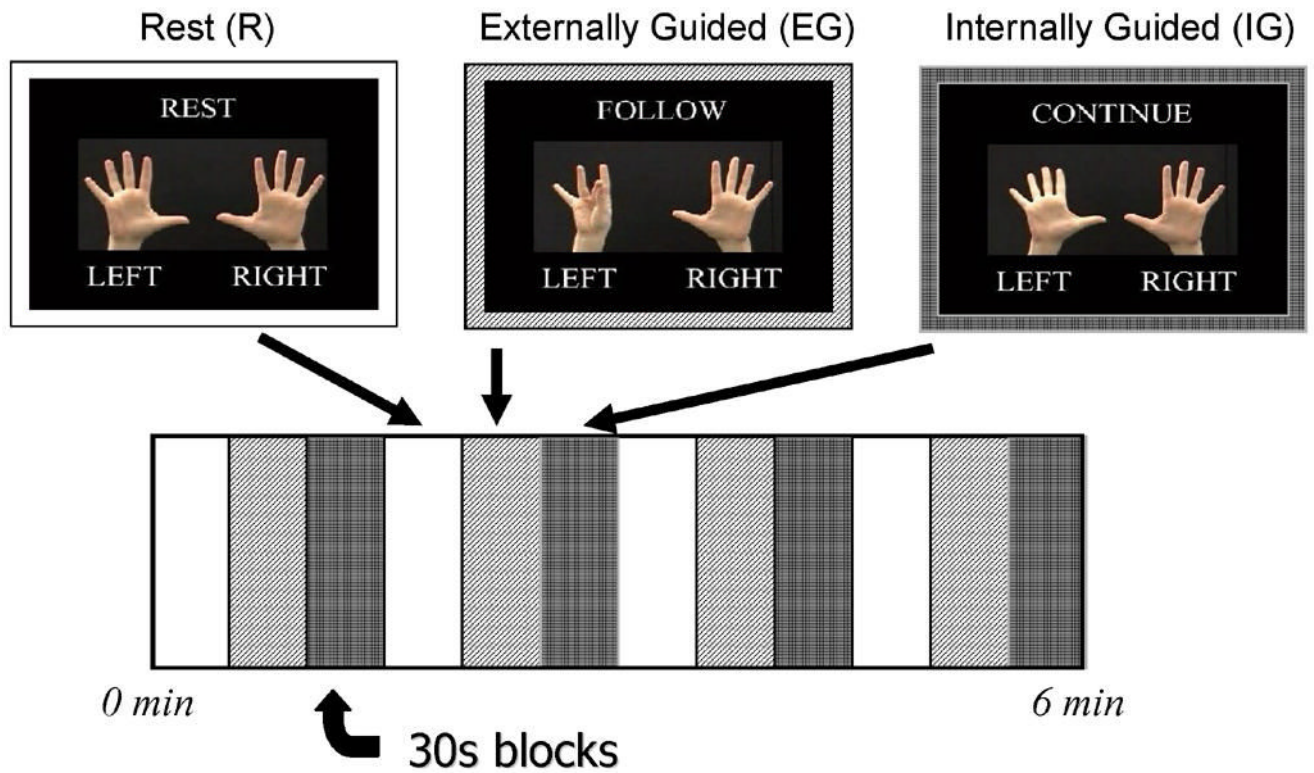 Rest (R)
Externally Guided (EG)
Internally Guided (IG)
REST
LEFT RIGHT
FOLLOW
LEFT RIGHT
CONTINUE
LEFT RIGHT
0 min
6 min
30s blocks